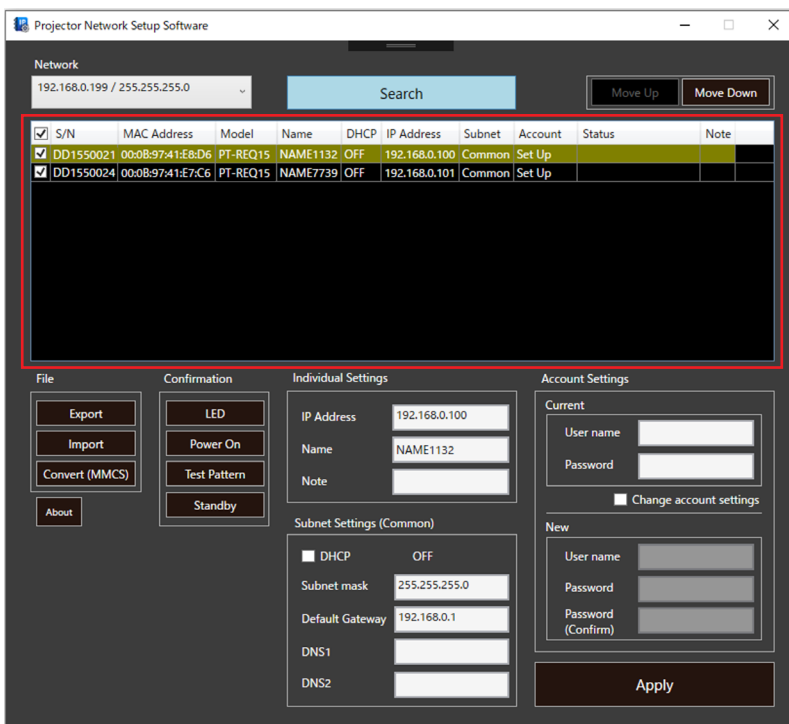 Projector Network Setup Software
Network
192.168.0.199 / 255.255.255.0
Search
Move Up
Move Down
S/N MAC Address Model Name DHCP IP Address Subnet Account Status Note
DD1550021 00:0B:97:41:E8:D6 PT-REQ15 NAME1132 OFF 192.168.0.100 Common Set Up
DD1550024 00:0B:97:41:E7:C6 PT-REQ15 NAME7739 OFF 192.168.0.101 Common Set Up
File
Export
Import
Convert (MMCS)
About
Confirmation
LED
Power On
Test Pattern
Standby
Individual Settings
IP Address 192.168.0.100
Name NAME1132
Note
Subnet Settings (Common)
DHCP OFF
Subnet mask 255.255.255.0
Default Gateway 192.168.0.1
DNS1
DNS2
Account Settings
Current
User name
Password
Change account settings
New
User name
Password
Password
(Confirm)
Apply